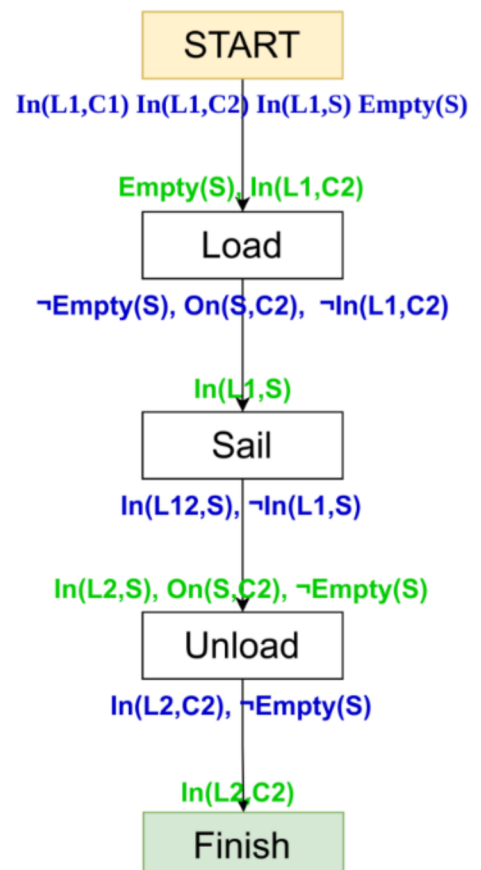 START
In(L1,C1) In(L1,C2) In(L1,S) Empty(S)
Empty(S), In(L1,C2)
Load
¬Empty(S), On(S,C2), ¬In(L1,C2)
In(L1,S)
Sail
In(L12,S), ¬In(L1,S)
In(L2,S), On(S,C2), ¬Empty(S)
Unload
In(L2,C2), ¬Empty(S)
In(L2,C2)
Finish